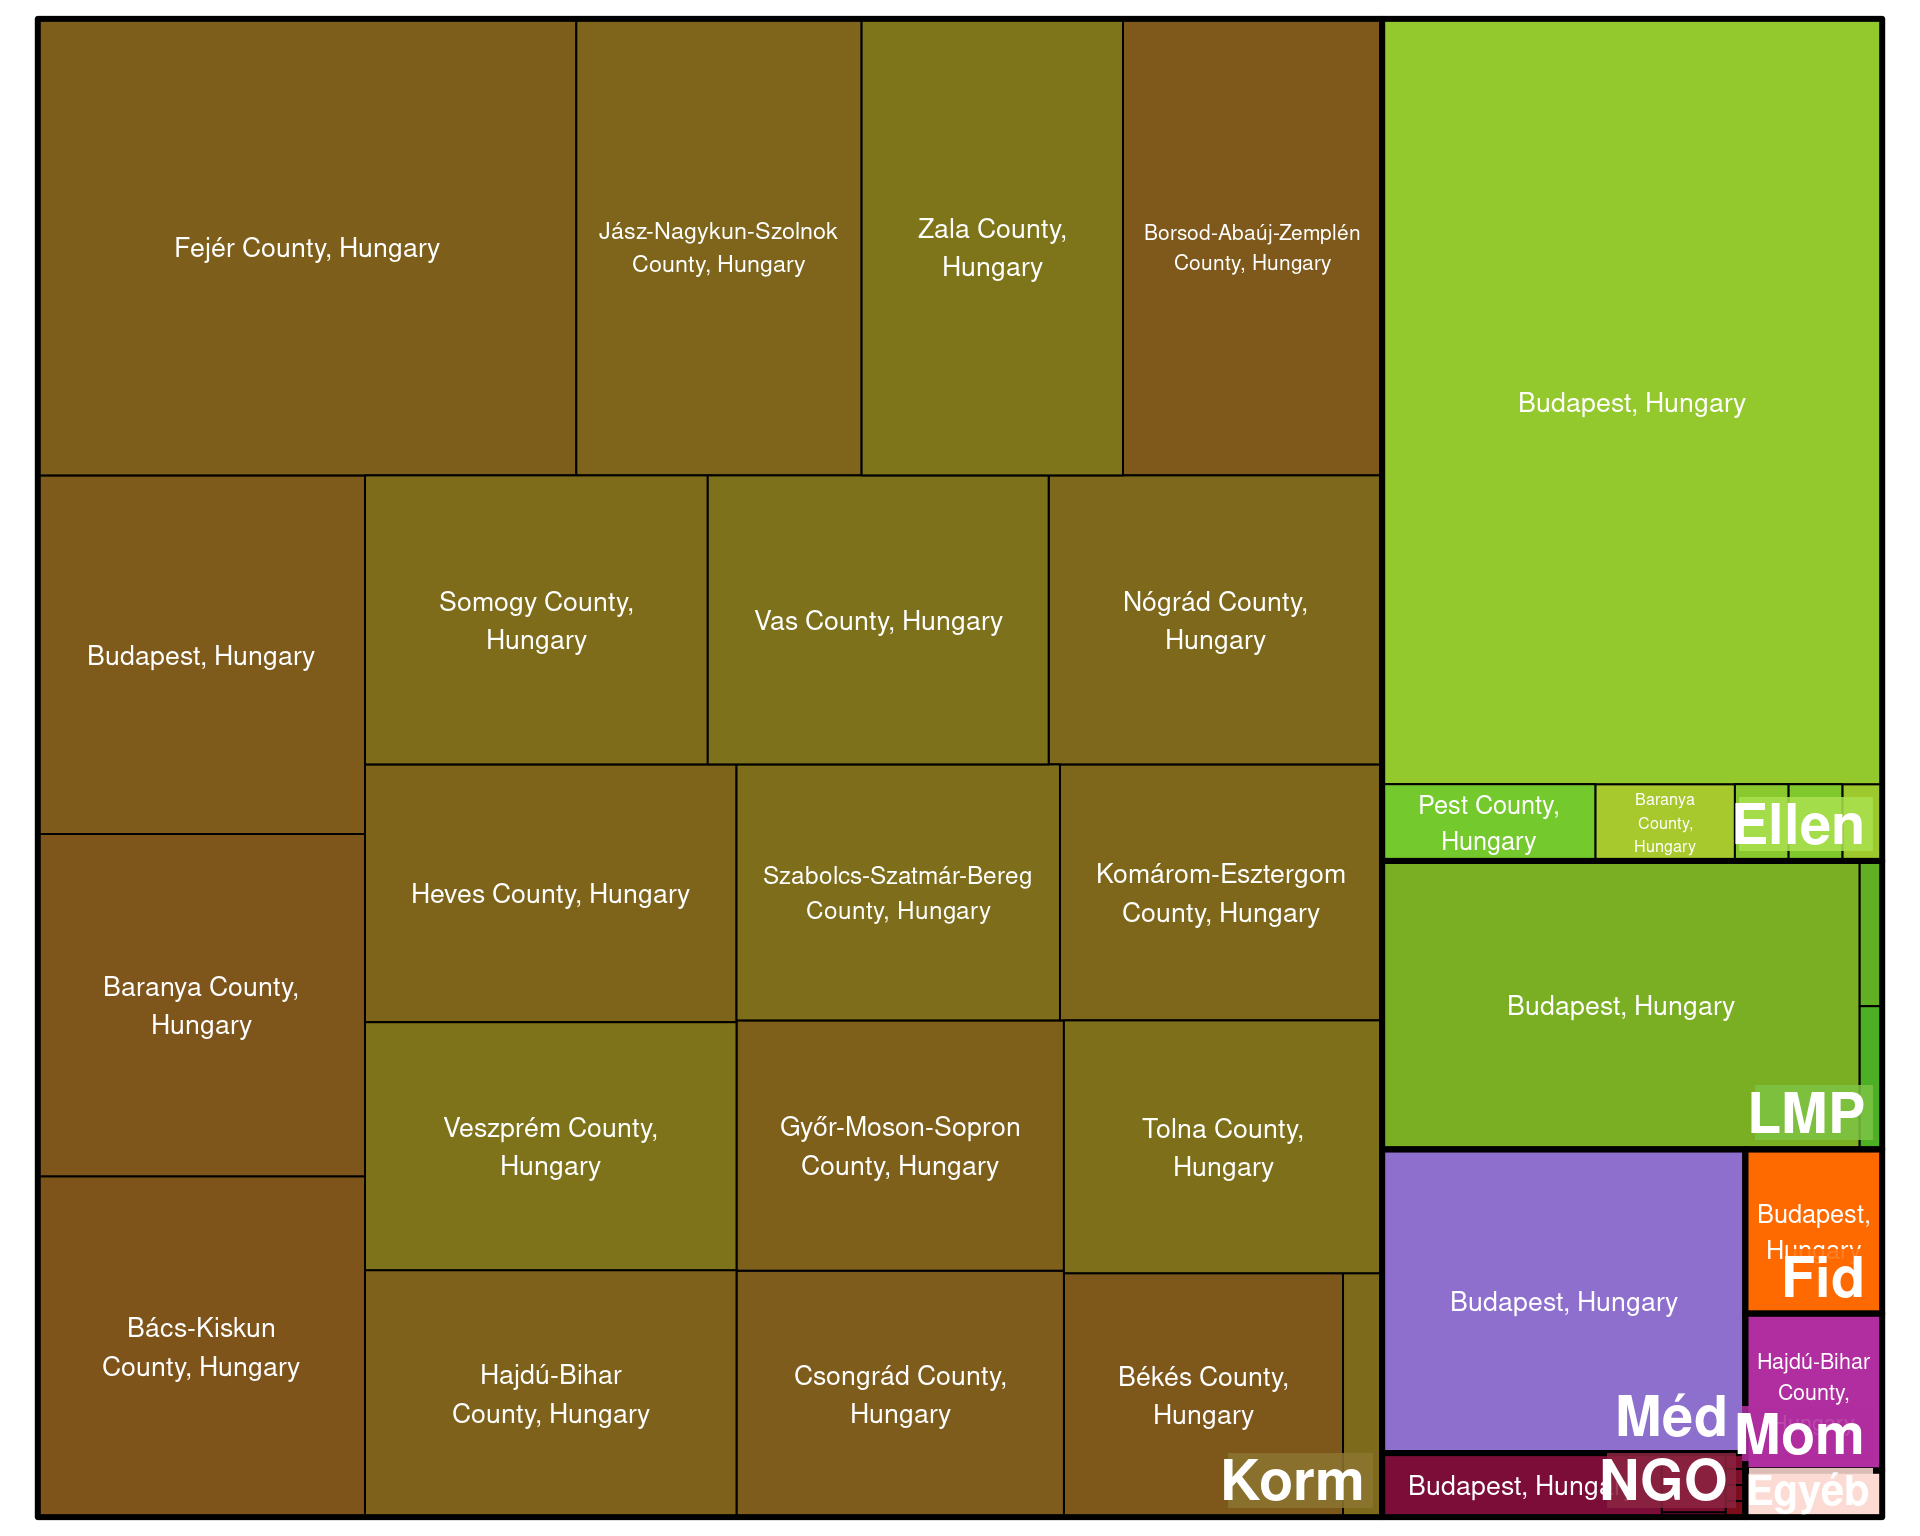 Fejér County, Hungary
Jász-Nagykun-Szolnok
County, Hungary
Zala County,
Hungary
Borsod-Abaúj-Zemplén
County, Hungary
Budapest, Hungary
Somogy County,
Hungary
Vas County, Hungary
Nógrád County,
Hungary
Heves County, Hungary
Szabolcs-Szatmár-Bereg
County, Hungary
Komárom-Esztergom
County, Hungary
Baranya County,
Hungary
Veszprém County,
Hungary
Győr-Moson-Sopron
County, Hungary
Tolna County,
Hungary
Bács-Kiskun
County, Hungary
Hajdú-Bihar
County, Hungary
Csongrád County,
Hungary
Békés County,
Hungary
Korm
Budapest, Hungary
Pest County,
Hungary
Baranya
County,
Hungary
Ellen
Budapest, Hungary
LMP
Budapest, Hungary
Méd
Budapest,
Hungary
Fid
Hajdú-Bihar
County,
Hungary
Mom
Budapest, Hungary
NGO
Egyéb